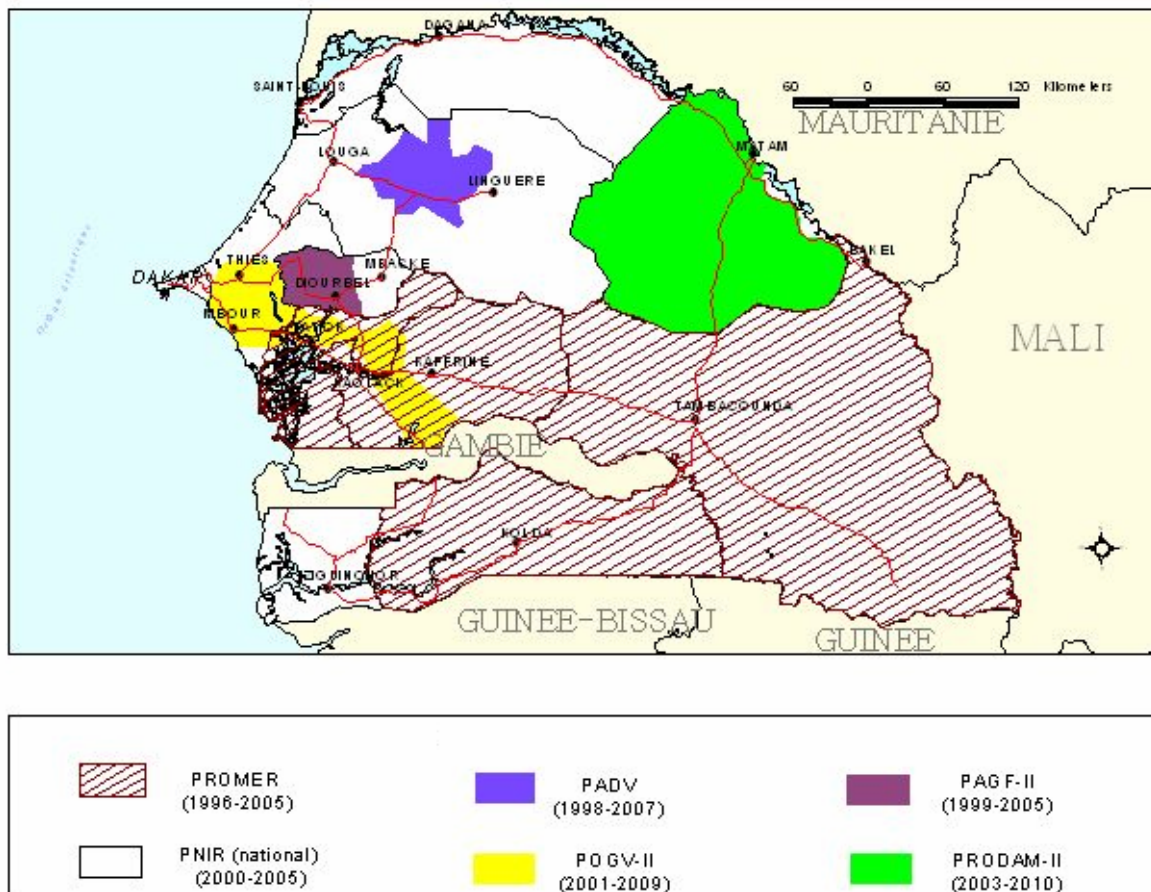 DAGANA
SAINT-LOUIS
60 0 60 120 Kilometers
MAURITANIE
LOUGA
MATAM
LINGUERE
THIES
MBACKE
BAKEL
DAKAR
DIOURBEL
MBOUR
MALI
KAFFRINE
KAOLACK
TAMBACOUNDA
GAMBIE
KOLDA
GUINEE-BISSAU
GUINEE
PROMER
(1996-2005)
PADV
(1998-2007)
PAGF-II
(1999-2005)
PNIR (national)
(2000-2005)
POGV-II
(2001-2009)
PRODAM-II
(2003-2010)